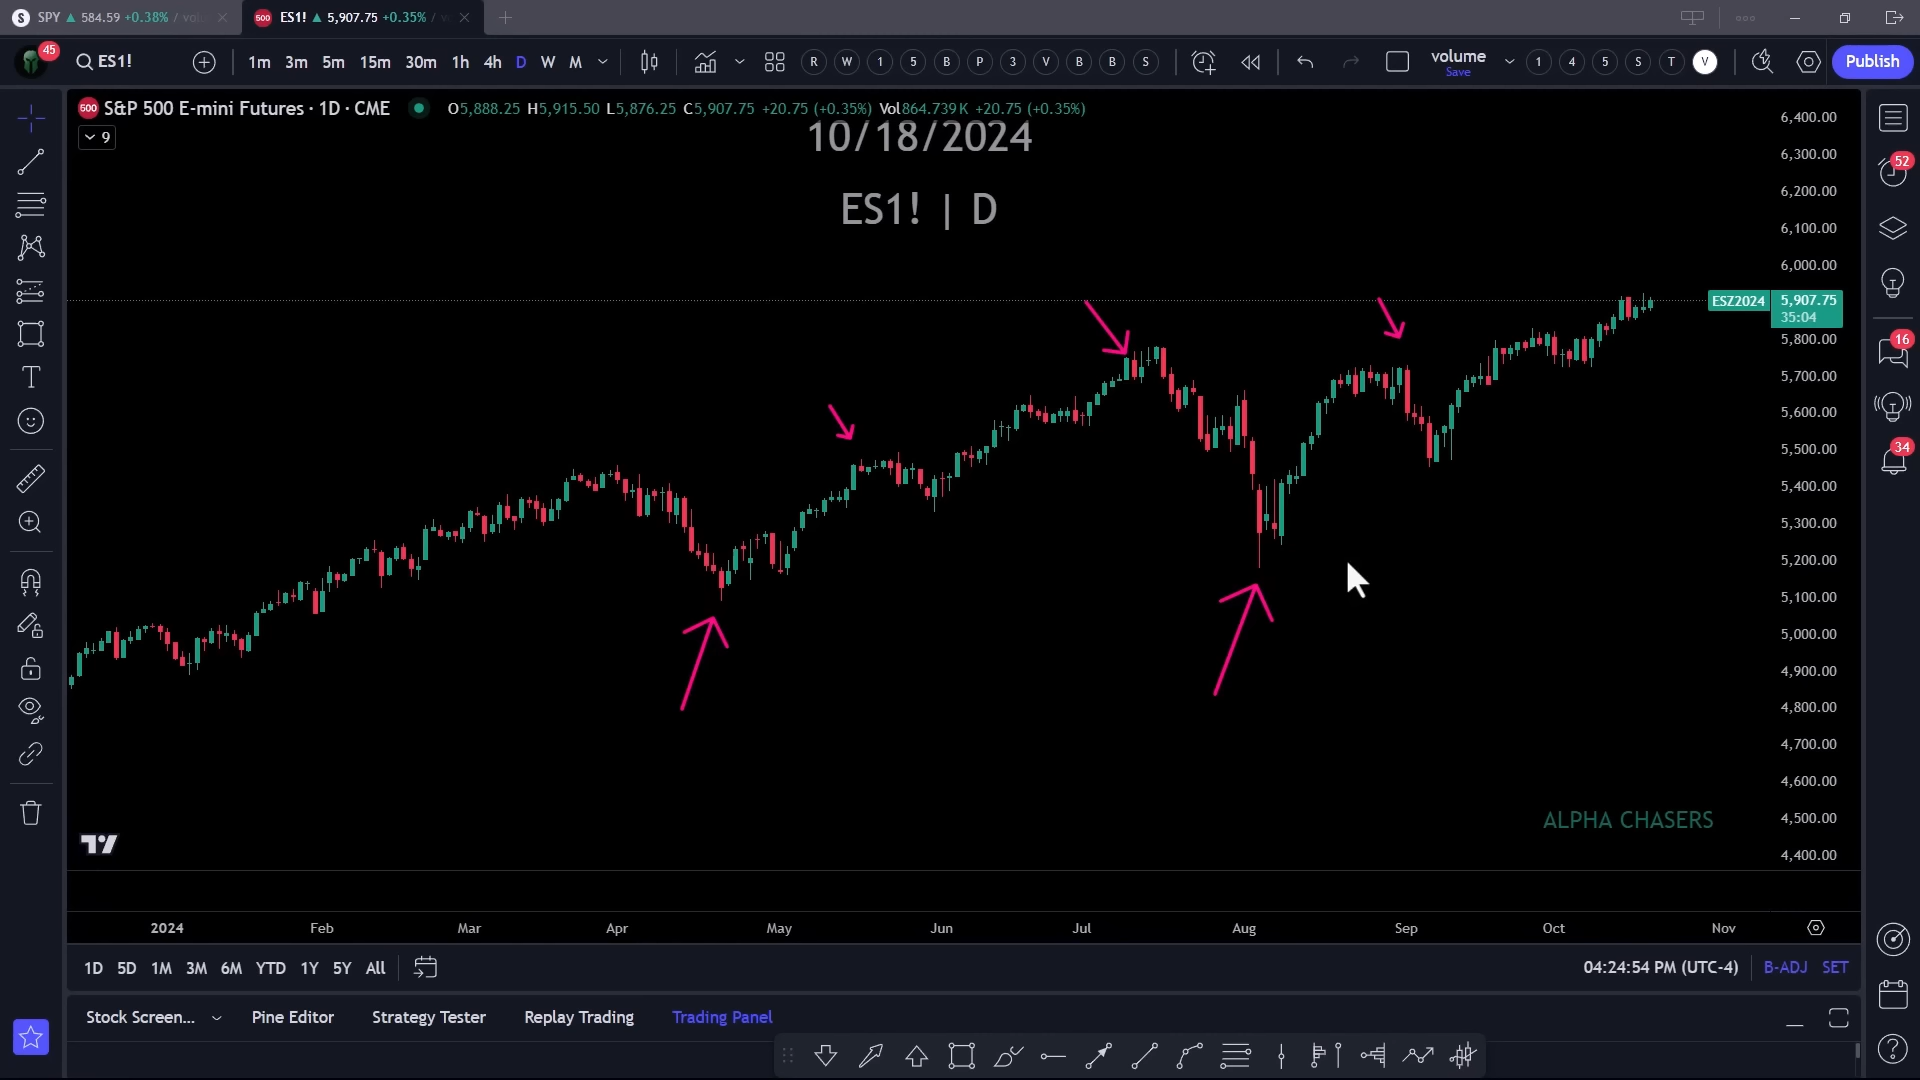 SPY ▲ 584.59 +0.38% / vol
500 ES1! ▲ 5,907.75 +0.35% / v
45 ES1! 1m 3m 5m 15m 30m 1h 4h D W M R W 1 5 B P 3 V B B S volume 1 4 5 S T V Publish
Save
500 S&P 500 E-mini Futures · 1D · CME O5,888.25 H5,915.50 L5,876.25 C5,907.75 +20.75 (+0.35%) Vol864.739K +20.75 (+0.35%)
9
10/18/2024
ES1! | D
6,400.00
6,300.00
6,200.00
6,100.00
6,000.00
ESZ2024 5,907.75
35:04
5,800.00
5,700.00
5,600.00
5,500.00
5,400.00
5,300.00
5,200.00
5,100.00
5,000.00
4,900.00
4,800.00
4,700.00
4,600.00
4,500.00
4,400.00
52
16
34
ALPHA CHASERS
2024 Feb Mar Apr May Jun Jul Aug Sep Oct Nov
1D 5D 1M 3M 6M YTD 1Y 5Y All 04:24:54 PM (UTC-4) B-ADJ SET
Stock Screen... Pine Editor Strategy Tester Replay Trading Trading Panel